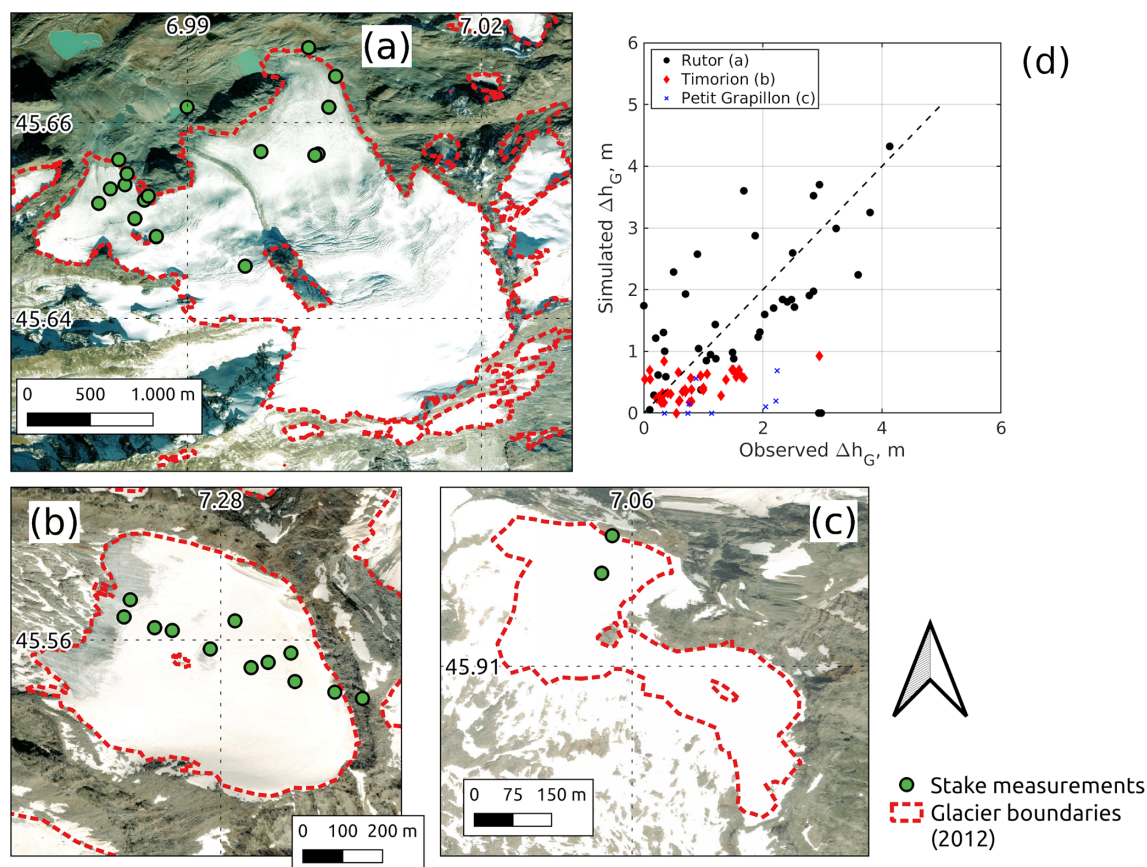 6.99
7.02
(a)
45.66
45.64
0 500 1.000 m
6
5
4
3
2
1
0
0 2 4 6
Simulated ΔhG, m
Observed ΔhG, m
Rutor (a)
Timorion (b)
Petit Grapillon (c)
(d)
(b)
7.28
45.56
0 100 200 m
7.06
(c)
45.91
0 75 150 m
Stake measurements
Glacier boundaries
(2012)